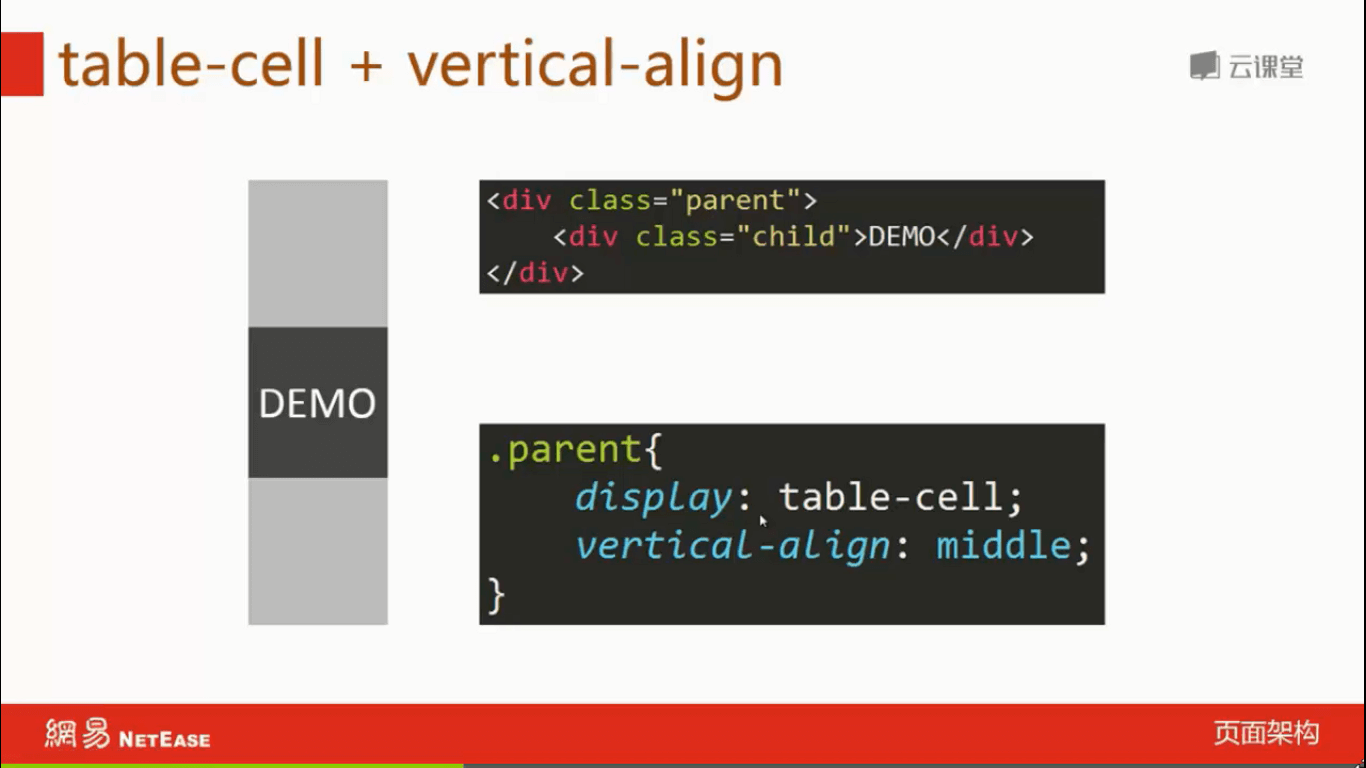 table-cell + vertical-align
云课堂
<div class="parent">
    <div class="child">DEMO</div>
</div>
DEMO
.parent{
    display: table-cell;
    vertical-align: middle;
}
網易 NETEASE
页面架构